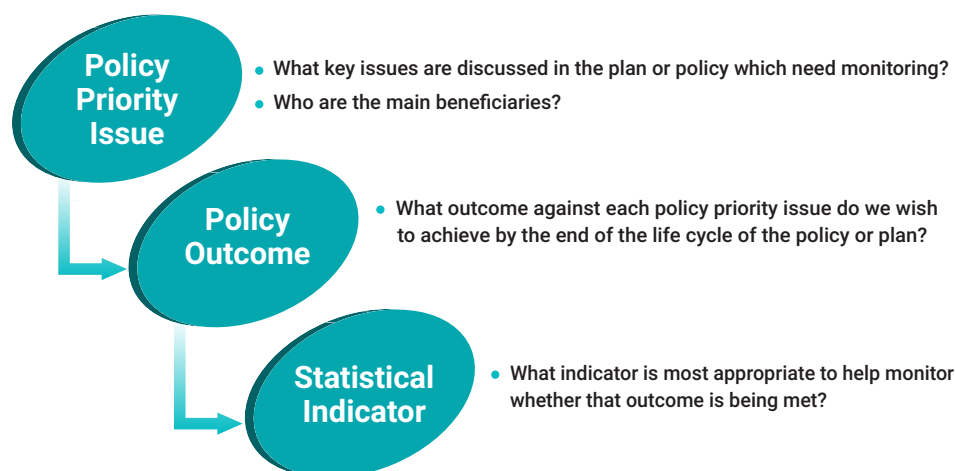 Policy
Priority
Issue
• What key issues are discussed in the plan or policy which need monitoring?
• Who are the main beneficiaries?
Policy
Outcome
• What outcome against each policy priority issue do we wish
to achieve by the end of the life cycle of the policy or plan?
Statistical
Indicator
• What indicator is most appropriate to help monitor
whether that outcome is being met?